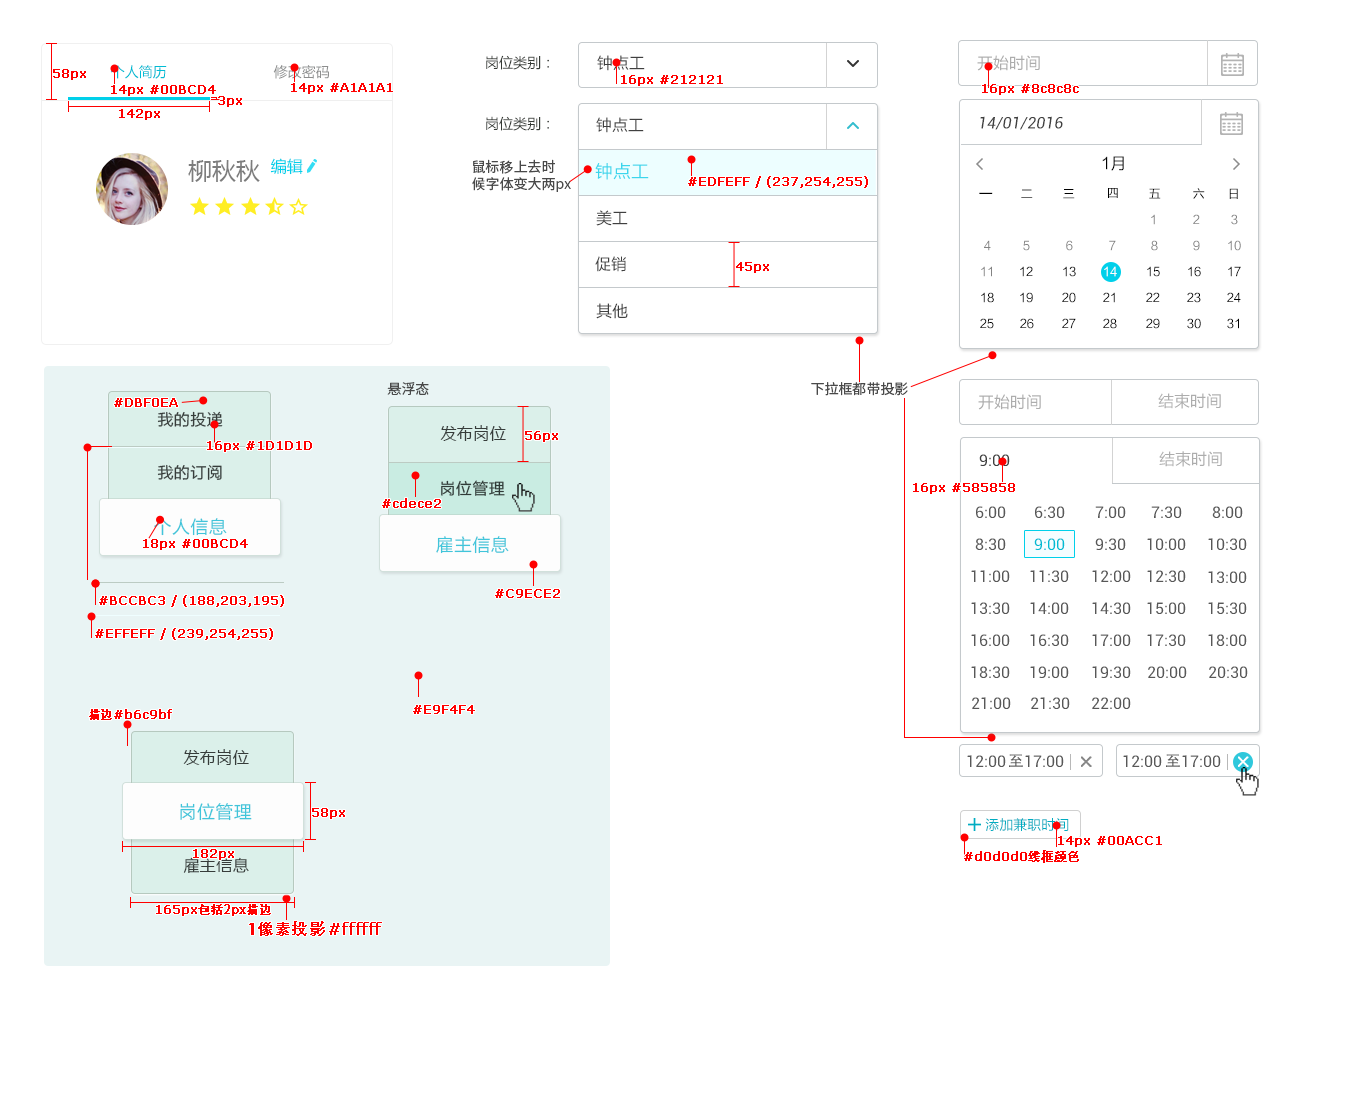 58px
个人简历
修改密码
14px #00BCD4
14px #A1A1A1
3px
142px
柳秋秋
编辑
岗位类别：
钟点工
16px #212121
岗位类别：
钟点工
鼠标移上去时
候字体变大两px
钟点工
#EDFEFF / (237,254,255)
美工
促销
45px
其他
下拉框都带投影
开始时间
16px #8c8c8c
14/01/2016
1月
一 二 三 四 五 六 日
1 2 3
4 5 6 7 8 9 10
11 12 13 14 15 16 17
18 19 20 21 22 23 24
25 26 27 28 29 30 31
开始时间 结束时间
9:00 结束时间
16px #585858
6:00 6:30 7:00 7:30 8:00
8:30 9:00 9:30 10:00 10:30
11:00 11:30 12:00 12:30 13:00
13:30 14:00 14:30 15:00 15:30
16:00 16:30 17:00 17:30 18:00
18:30 19:00 19:30 20:00 20:30
21:00 21:30 22:00
12:00 至17:00
12:00 至17:00
添加兼职时间
14px #00ACC1
#d0d0d0线框颜色
#DBF0EA
我的投递
16px #1D1D1D
我的订阅
个人信息
18px #00BCD4
#BCCBC3 / (188,203,195)
#EFFEFF / (239,254,255)
悬浮态
发布岗位
56px
岗位管理
#cdece2
雇主信息
#C9ECE2
#E9F4F4
描边#b6c9bf
发布岗位
岗位管理
58px
182px
雇主信息
165px包括2px描边
1像素投影#ffffff